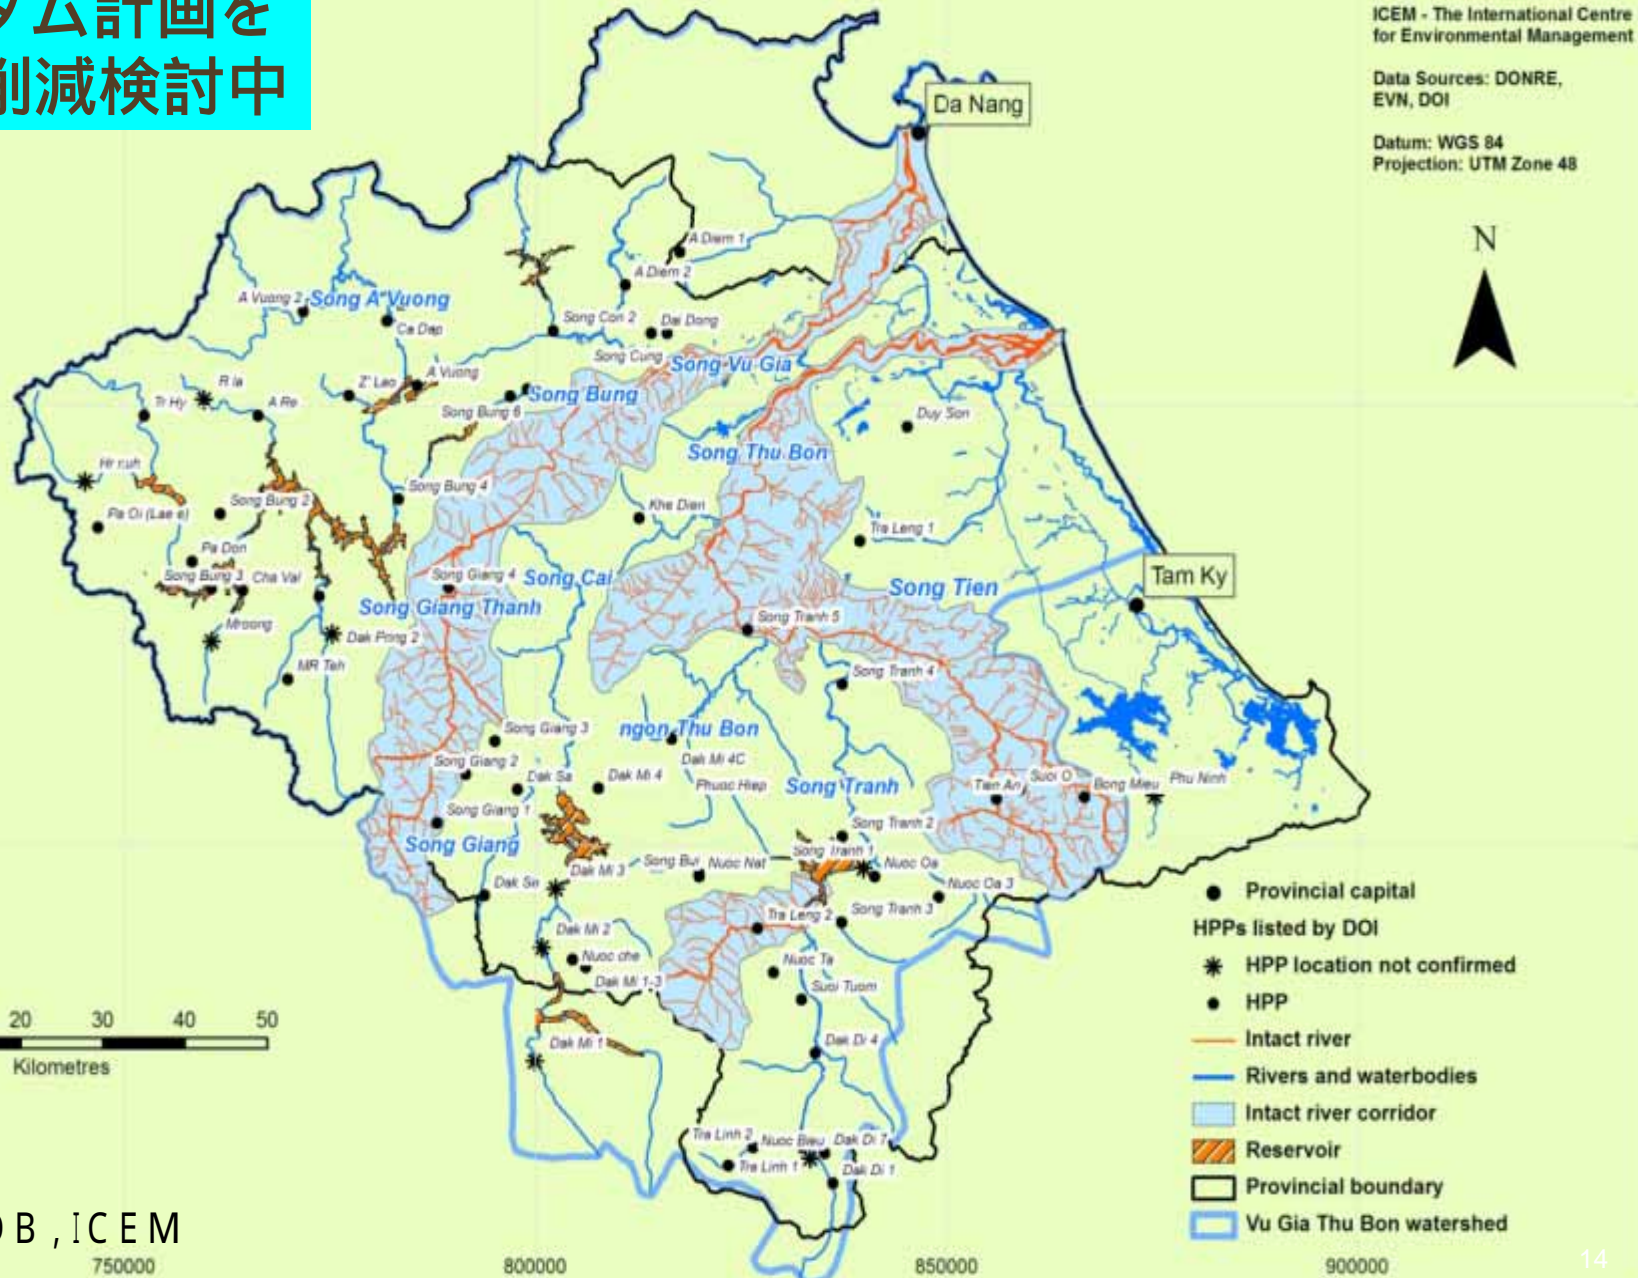 ダム計画を
削減検討中
ICEM - The International Centre
for Environmental Management
Data Sources: DONRE,
EVN, DOI
Datum: WGS 84
Projection: UTM Zone 48
N
Da Nang
A Diem 1
A Diem 2
A Vuong 2
Song A Vuong
Ca Dap
Song Con 2
Dai Dong
Song Cung
Song Vu Gia
R la
Z' Lao
A Vuong
Song Bung
Tr Hy
A Re
Song Bung 6
Duy Son
Song Thu Bon
Hr ruh
Song Bung 4
Pa Oi (Lae e)
Song Bung 2
Khe Dien
Tra Leng 1
Pa Don
Song Bung 3
Cha Val
Song Giang 4
Song Cai
Song Tien
Tam Ky
Song Giang Thanh
Mroong
Dak Pring 2
Song Tranh 5
MR Teh
Song Tranh 4
Song Giang 3
ngon Thu Bon
Song Giang 2
Dak Sa
Dak Mi 4
Dak Mi 4C
Phuoc Hiep
Song Tranh
Tien An
Suoi O
Bong Mieu
Phu Ninh
Song Giang 1
Song Tranh 2
Song Giang
Song Tranh 1
Dak Mi 3
Song Bui
Nuoc Nat
Nuoc Oa
Dak Se
Nuoc Oa 3
Tra Leng 2
Song Tranh 3
Dak Mi 2
Nuoc che
Nuoc Ta
Dak Mi 1-3
Suoi Tuom
Dak Mi 1
Dak Di 4
Tra Linh 2
Nuoc Bieu
Dak Di 7
Tra Linh 1
Dak Di 1
Provincial capital
HPPs listed by DOI
HPP location not confirmed
HPP
Intact river
Rivers and waterbodies
Intact river corridor
Reservoir
Provincial boundary
Vu Gia Thu Bon watershed
20 30 40 50
Kilometres
DB,ICEM
750000 800000 850000 900000
14